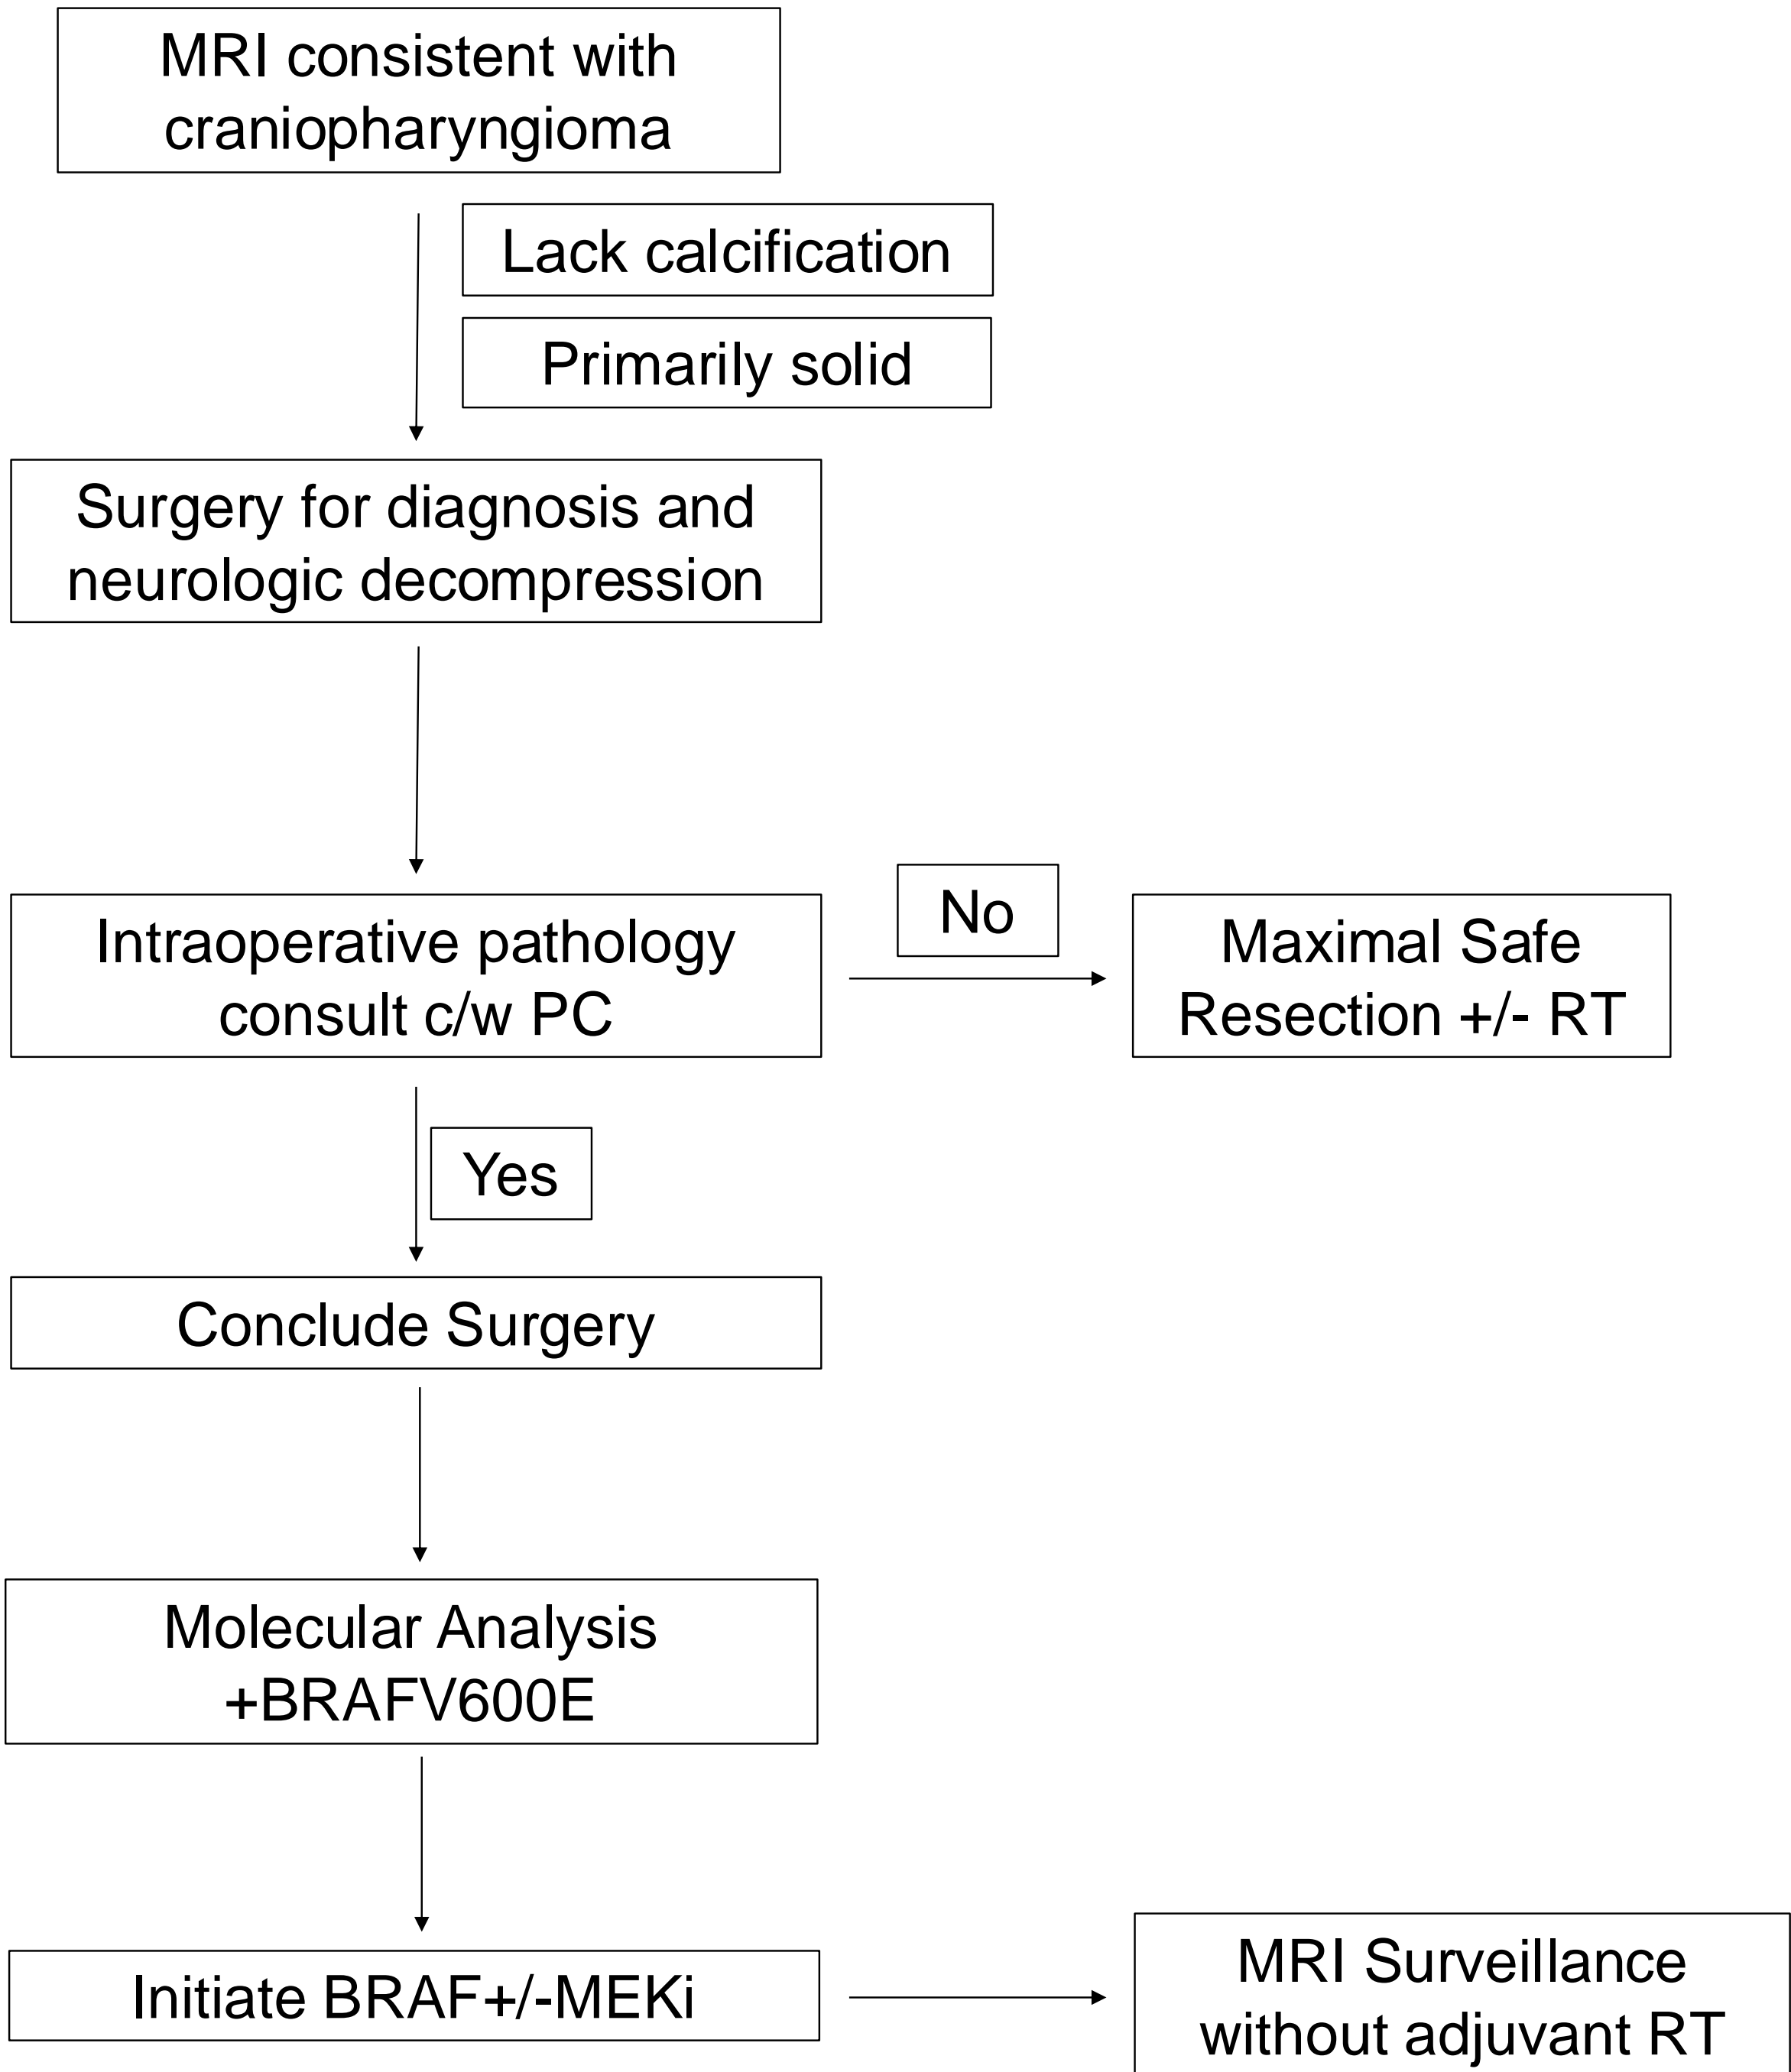 MRI consistent with
craniopharyngioma
Lack calcification
Primarily solid
Surgery for diagnosis and
neurologic decompression
Intraoperative pathology
consult c/w PC
No
Maximal Safe
Resection +/- RT
Yes
Conclude Surgery
Molecular Analysis
+BRAFV600E
Initiate BRAF+/-MEKi
MRI Surveillance
without adjuvant RT